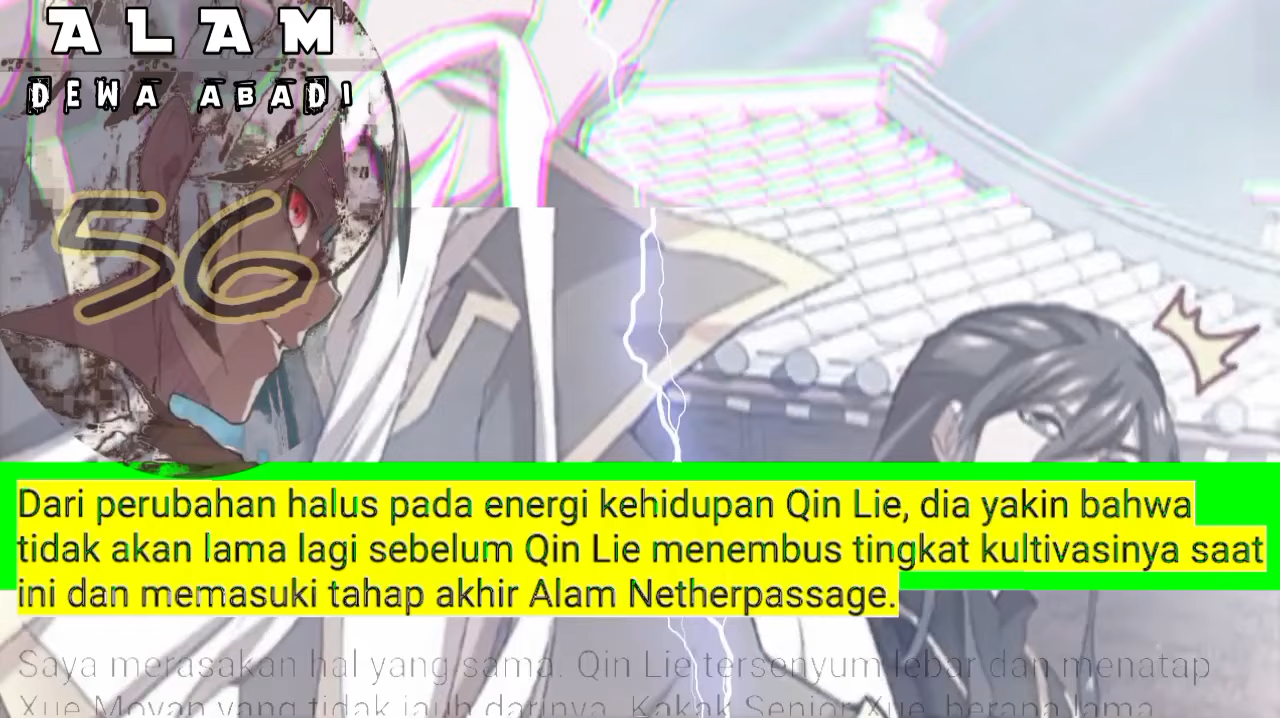 ALAM
DEWA ABADI
56
Dari perubahan halus pada energi kehidupan Qin Lie, dia yakin bahwa
tidak akan lama lagi sebelum Qin Lie menembus tingkat kultivasinya saat
ini dan memasuki tahap akhir Alam Netherpassage.
Saya merasakan hal yang sama. Qin Lie tersenyum lebar dan menatap
Xue Moyan yang tidak jauh darinya. Kakak Senior Xue, berapa lama